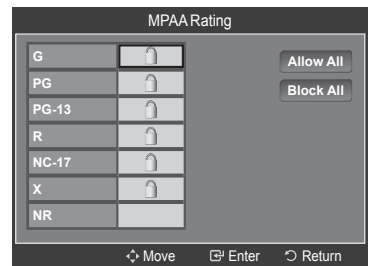 MPAA Rating
G
Allow All
PG
Block All
PG-13
R
NC-17
X
NR
Move Enter Return